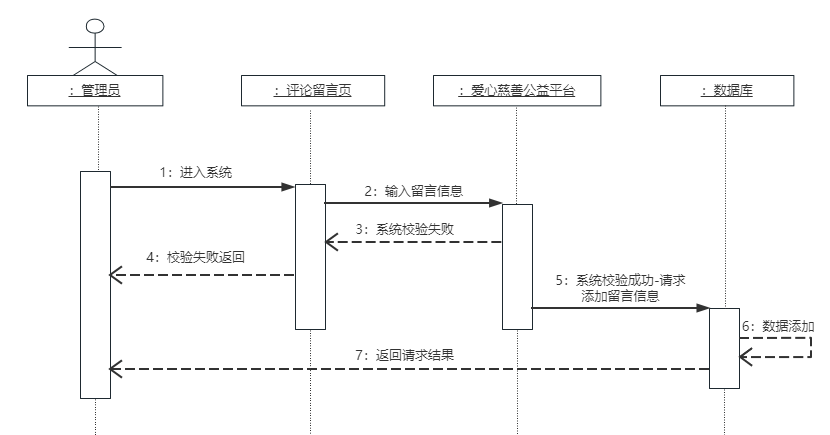 ：管理员
：评论留言页
：爱心慈善公益平台
：数据库
1：进入系统
2：输入留言信息
3：系统校验失败
4：校验失败返回
5：系统校验成功-请求
添加留言信息
6：数据添加
7：返回请求结果